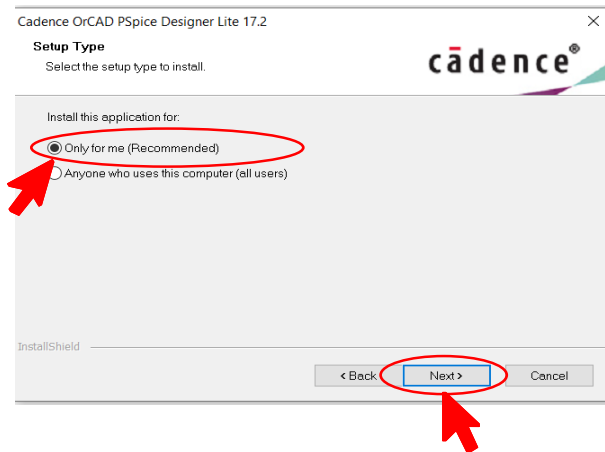 Cadence OrCAD PSpice Designer Lite 17.2
Setup Type
Select the setup type to install.
cādence®
Install this application for:
Only for me (Recommended)
Anyone who uses this computer (all users)
InstallShield
< Back
Next >
Cancel